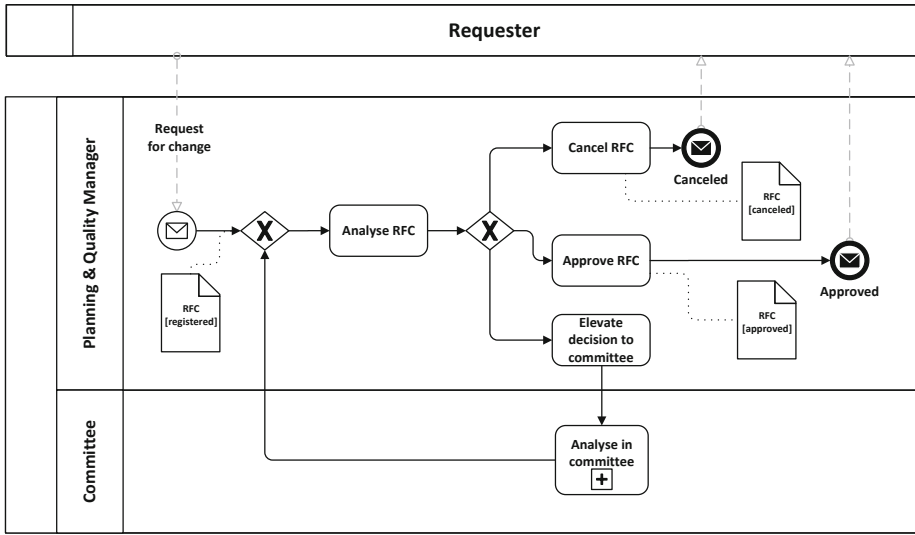 Requester
Planning & Quality Manager
Request
for change
Cancel RFC
Canceled
RFC
[canceled]
X
Analyse RFC
X
Approve RFC
Approved
RFC
[registered]
RFC
[approved]
Elevate
decision to
committee
Committee
Analyse in
committee
+